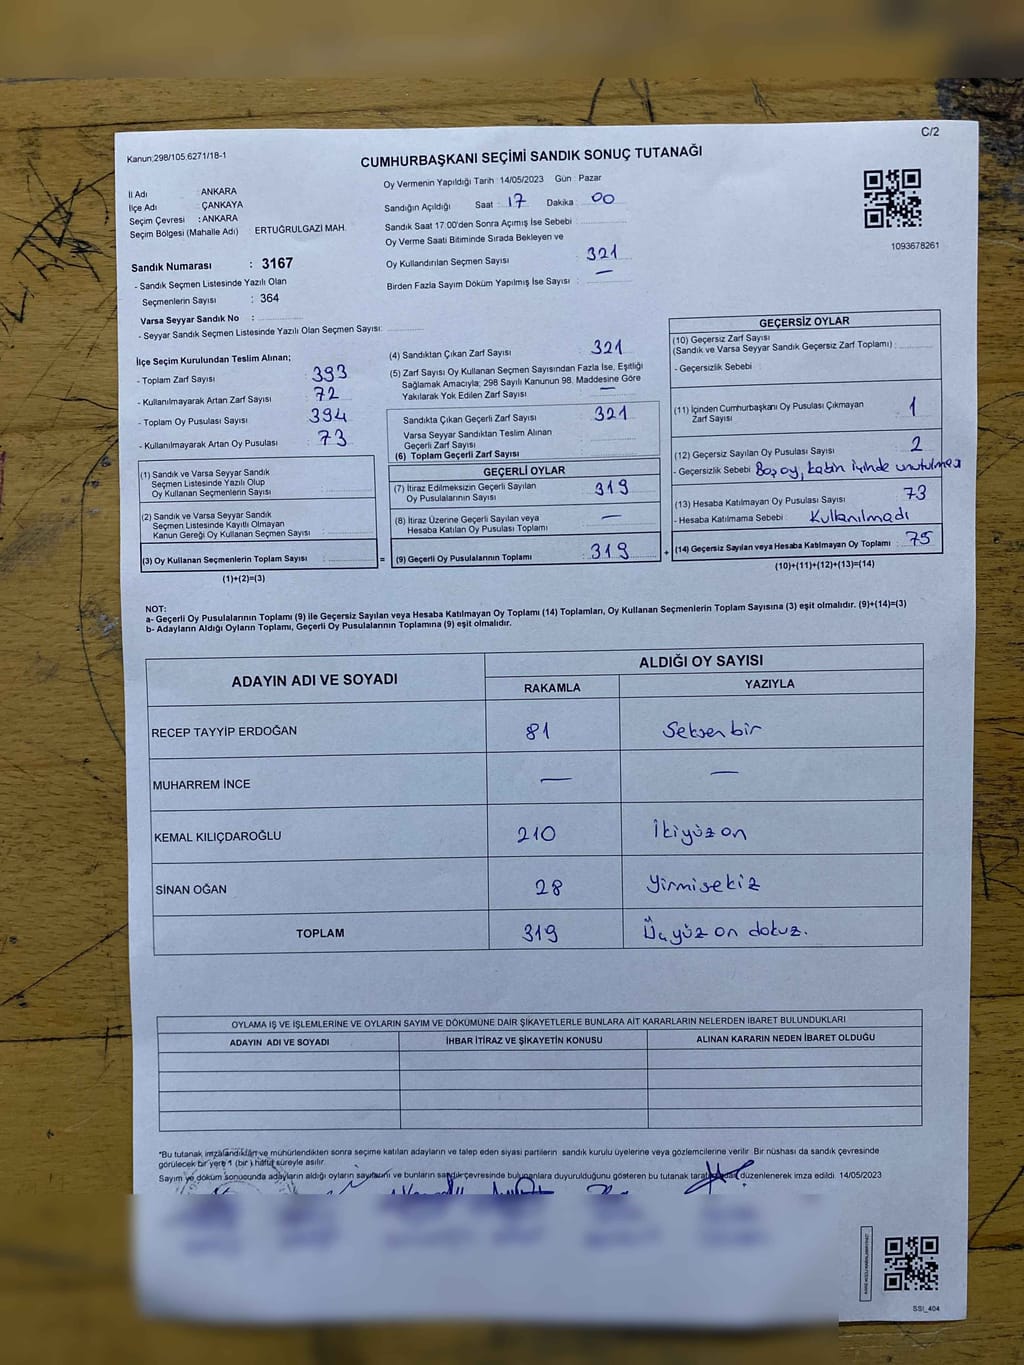 C/2
Kanun:298/105,6271/18-1
CUMHURBAŞKANI SEÇİMİ SANDIK SONUÇ TUTANAĞI
İl Adı : ANKARA
İlçe Adı : ÇANKAYA
Seçim Çevresi : ANKARA
Seçim Bölgesi (Mahalle Adı) ERTUĞRULGAZİ MAH.
Sandık Numarası : 3167
- Sandık Seçmen Listesinde Yazılı Olan
Seçmenlerin Sayısı : 364
Varsa Seyyar Sandık No :
- Seyyar Sandık Seçmen Listesinde Yazılı Olan Seçmen Sayısı:
Oy Vermenin Yapıldığı Tarih :14/05/2023 Gün : Pazar
Sandığın Açıldığı Saat : 17 Dakika : 00
Sandık Saat 17:00'den Sonra Açımış İse Sebebi :
Oy Verme Saati Bitiminde Sırada Bekleyen ve
Oy Kullandırılan Seçmen Sayısı : 321
Birden Fazla Sayım Döküm Yapılmış İse Sayısı : —
1093678261
İlçe Seçim Kurulundan Teslim Alınan;
- Toplam Zarf Sayısı : 393
- Kullanılmayarak Artan Zarf Sayısı : 72
- Toplam Oy Pusulası : 394
- Kullanılmayarak Artan Oy Pusulası : 73
(1) Sandık ve Varsa Seyyar Sandık
Seçmen Listesinde Yazılı Olup
Oy Kullanan Seçmenlerin Sayısı :
(2) Sandık ve Varsa Seyyar Sandık
Seçmen Listesinde Kayıtlı Olmayan
Kanun Gereği Oy Kullanan Seçmen Sayısı :
(3) Oy Kullanan Seçmenlerin Toplam Sayısı : =
(1)+(2)=(3)
(4) Sandıktan Çıkan Zarf Sayısı : 321
(5) Zarf Sayısı Oy Kullanan Seçmen Sayısından Fazla İse, Eşitliği
Sağlamak Amacıyla; 298 Sayılı Kanunun 98. Maddesine Göre
Yakılarak Yok Edilen Zarf Sayısı : —
Sandıkta Çıkan Geçerli Zarf Sayısı : 321
Varsa Seyyar Sandıktan Teslim Alınan
Geçerli Zarf Sayısı :
(6) Toplam Geçerli Zarf Sayısı :
GEÇERLİ OYLAR
(7) İtiraz Edilmeksizin Geçerli Sayılan
Oy Pusulalarının Sayısı : 319
(8) İtiraz Üzerine Geçerli Sayılan veya
Hesaba Katılan Oy Pusulası Toplamı : —
(9) Geçerli Oy Pusulalarının Toplamı : 319 +
GEÇERSİZ OYLAR
(10) Geçersiz Zarf Sayısı
(Sandık ve Varsa Seyyar Sandık Geçersiz Zarf Toplamı) :
- Geçersizlik Sebebi :
(11) İçinden Cumhurbaşkanı Oy Pusulası Çıkmayan
Zarf Sayısı : 1
(12) Geçersiz Sayılan Oy Pusulası Sayısı : 2
- Geçersizlik Sebebi Boş oy, kabin içinde unutulması
(13) Hesaba Katılmayan Oy Pusulası Sayısı : 73
- Hesaba Katılmama Sebebi : Kullanılmadı
(14) Geçersiz Sayılan veya Hesaba Katılmayan Oy Toplamı : 75
(10)+(11)+(12)+(13)=(14)
NOT:
a- Geçerli Oy Pusulalarının Toplamı (9) ile Geçersiz Sayılan veya Hesaba Katılmayan Oy Toplamı (14) Toplamları, Oy Kullanan Seçmenlerin Toplam Sayısına (3) eşit olmalıdır. (9)+(14)=(3)
b- Adayların Aldığı Oyların Toplamı, Geçerli Oy Pusulalarının Toplamına (9) eşit olmalıdır.
ADAYIN ADI VE SOYADI ALDIĞI OY SAYISI
RAKAMLA YAZIYLA
RECEP TAYYİP ERDOĞAN 81 Seksen bir
MUHARREM İNCE — —
KEMAL KILIÇDAROĞLU 210 İkiyüz on
SİNAN OĞAN 28 Yirmisekiz
TOPLAM 319 Üçyüz on dokuz.
OYLAMA İŞ VE İŞLEMLERİNE VE OYLARIN SAYIM VE DÖKÜMÜNE DAİR ŞİKAYETLERLE BUNLARA AİT KARARLARIN NELERDEN İBARET BULUNDUKLARI
ADAYIN ADI VE SOYADI İHBAR İTİRAZ VE ŞİKAYETİN KONUSU ALINAN KARARIN NEDEN İBARET OLDUĞU
*Bu tutanak imzalandıktan ve mühürlendikten sonra seçime katılan adayların ve talep eden siyasi partilerin sandık kurulu üyelerine veya gözlemcilerine verilir. Bir nüshası da sandık çevresinde
görülecek bir yere 1 (bir) hafta süreyle asılır.
Sayım ve döküm sonucunda adayların aldığı oyların sayılarını ve bunların sandık çevresinde bulunanlara duyurulduğunu gösteren bu tutanak düzenlenerek imza edildi. 14/05/2023
SSI_404